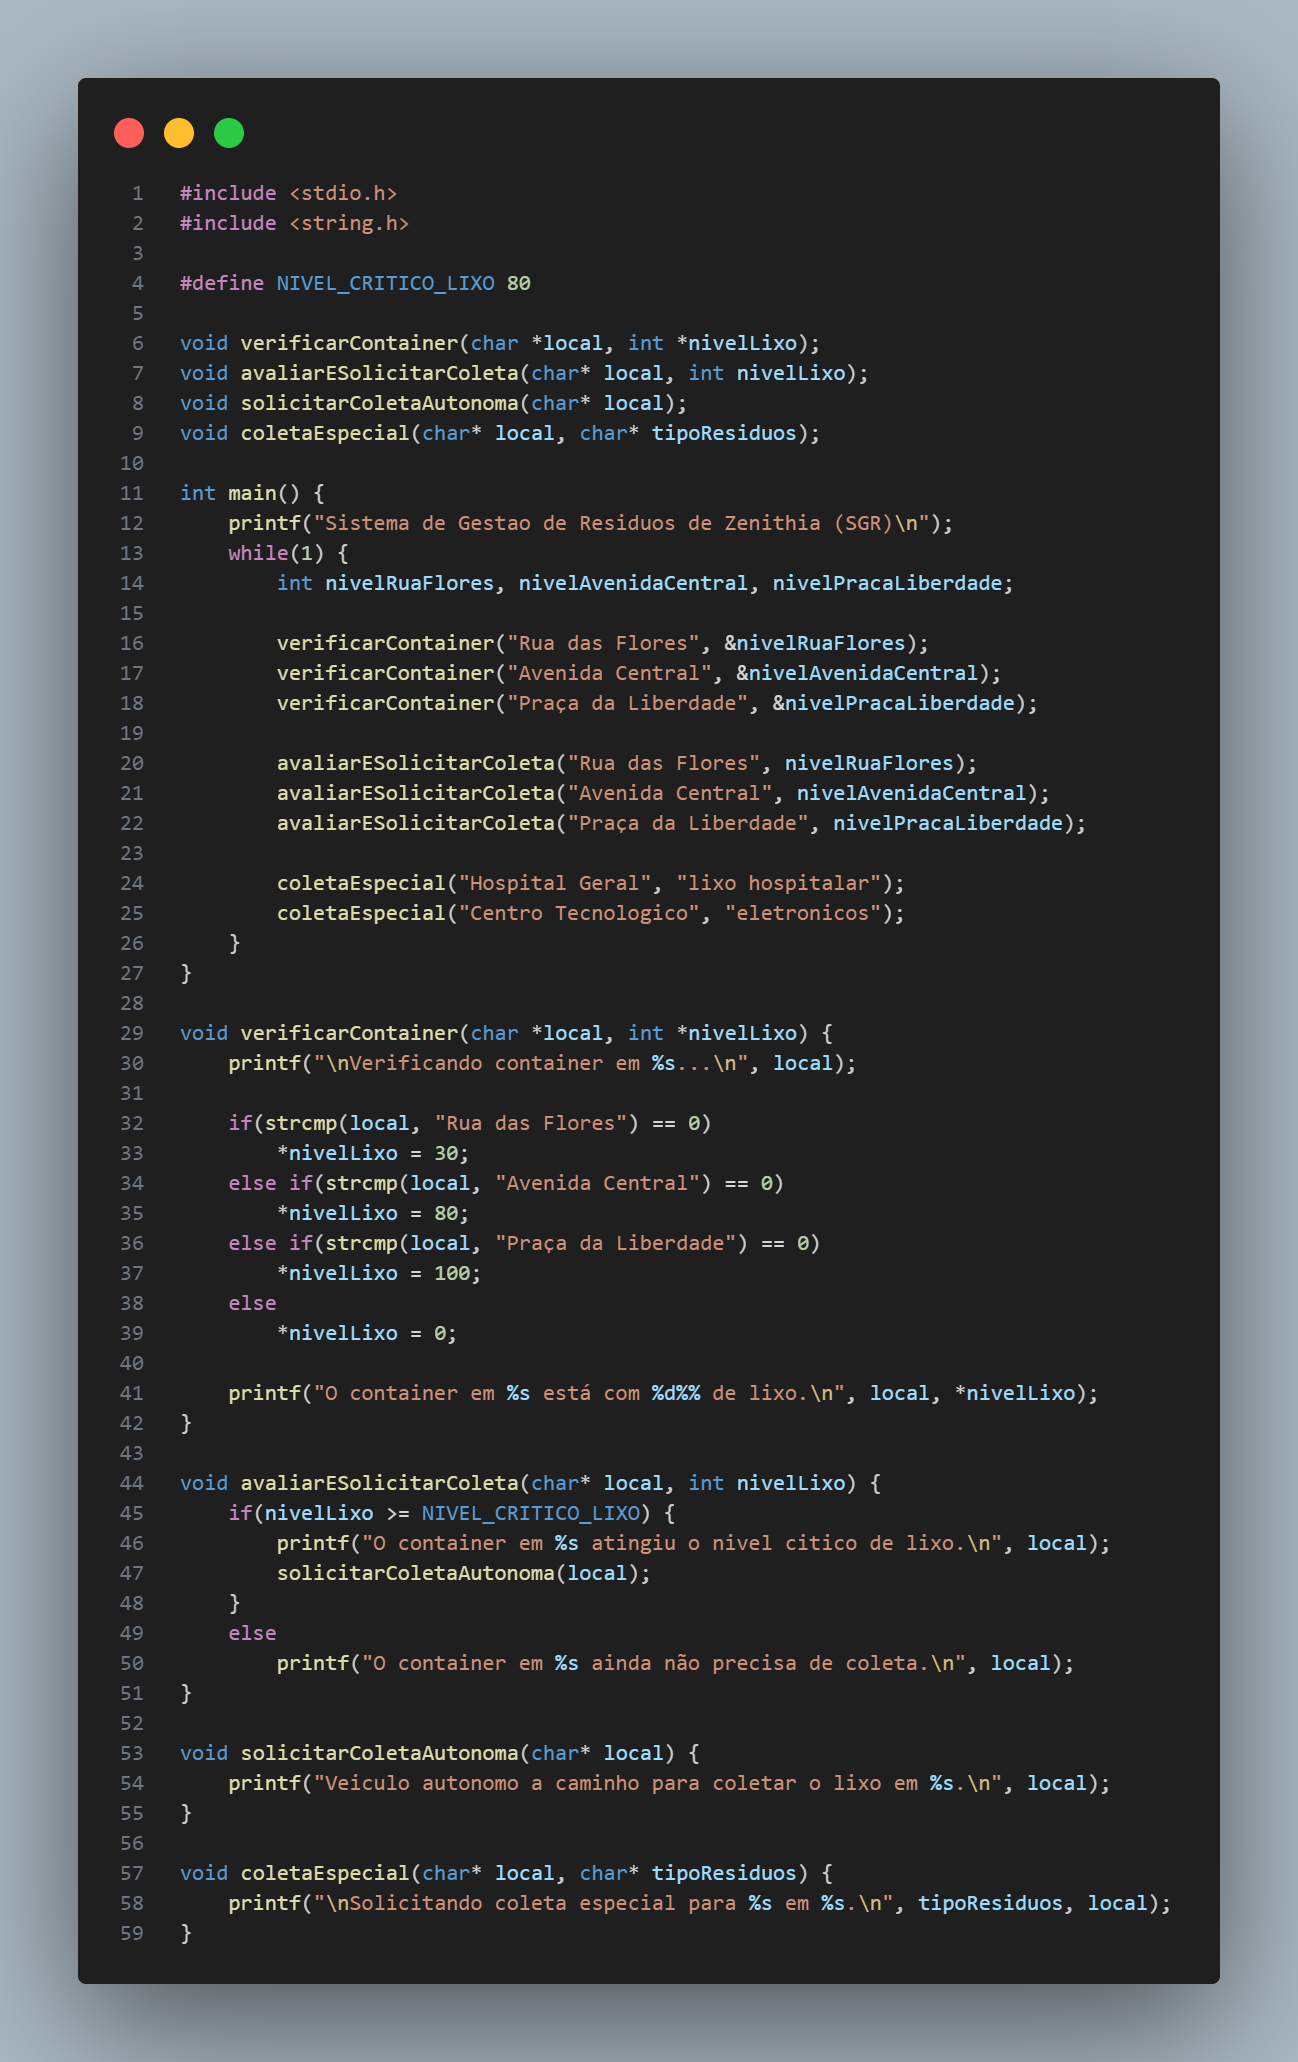 1 #include <stdio.h>
2 #include <string.h>
3
4 #define NIVEL_CRITICO_LIXO 80
5
6 void verificarContainer(char *local, int *nivelLixo);
7 void avaliarESolicitarColeta(char* local, int nivelLixo);
8 void solicitarColetaAutonoma(char* local);
9 void coletaEspecial(char* local, char* tipoResiduos);
10
11 int main() {
12     printf("Sistema de Gestao de Residuos de Zenithia (SGR)\n");
13     while(1) {
14         int nivelRuaFlores, nivelAvenidaCentral, nivelPracaLiberdade;
15
16         verificarContainer("Rua das Flores", &nivelRuaFlores);
17         verificarContainer("Avenida Central", &nivelAvenidaCentral);
18         verificarContainer("Praça da Liberdade", &nivelPracaLiberdade);
19
20         avaliarESolicitarColeta("Rua das Flores", nivelRuaFlores);
21         avaliarESolicitarColeta("Avenida Central", nivelAvenidaCentral);
22         avaliarESolicitarColeta("Praça da Liberdade", nivelPracaLiberdade);
23
24         coletaEspecial("Hospital Geral", "lixo hospitalar");
25         coletaEspecial("Centro Tecnologico", "eletronicos");
26     }
27 }
28
29 void verificarContainer(char *local, int *nivelLixo) {
30     printf("\nVerificando container em %s...\n", local);
31
32     if(strcmp(local, "Rua das Flores") == 0)
33         *nivelLixo = 30;
34     else if(strcmp(local, "Avenida Central") == 0)
35         *nivelLixo = 80;
36     else if(strcmp(local, "Praça da Liberdade") == 0)
37         *nivelLixo = 100;
38     else
39         *nivelLixo = 0;
40
41     printf("O container em %s está com %d%% de lixo.\n", local, *nivelLixo);
42 }
43
44 void avaliarESolicitarColeta(char* local, int nivelLixo) {
45     if(nivelLixo >= NIVEL_CRITICO_LIXO) {
46         printf("O container em %s atingiu o nivel citico de lixo.\n", local);
47         solicitarColetaAutonoma(local);
48     }
49     else
50         printf("O container em %s ainda não precisa de coleta.\n", local);
51 }
52
53 void solicitarColetaAutonoma(char* local) {
54     printf("Veiculo autonomo a caminho para coletar o lixo em %s.\n", local);
55 }
56
57 void coletaEspecial(char* local, char* tipoResiduos) {
58     printf("\nSolicitando coleta especial para %s em %s.\n", tipoResiduos, local);
59 }